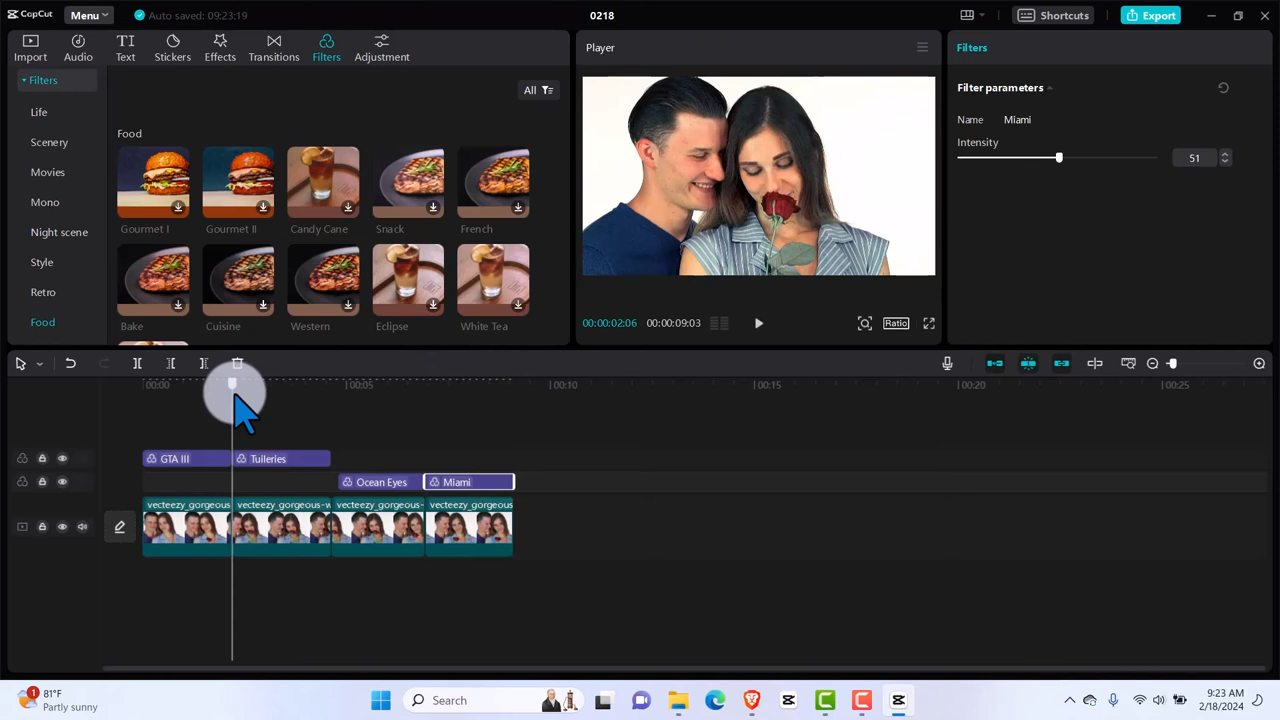 CapCut
Menu
Auto saved: 09:23:19
0218
Shortcuts
Export
Import
Audio
Text
Stickers
Effects
Transitions
Filters
Adjustment
Filters
Life
Scenery
Movies
Mono
Night scene
Style
Retro
Food
All
Food
Gourmet I
Gourmet II
Candy Cane
Snack
French
Bake
Cuisine
Western
Eclipse
White Tea
Player
00:00:02:06
00:00:09:03
Ratio
Filters
Filter parameters
Name Miami
Intensity
51
00:00
00:05
00:10
00:15
00:20
00:25
GTA III
Tuileries
Ocean Eyes
Miami
vecteezy_gorgeous
vecteezy_gorgeous-w
vecteezy_gorgeous-
vecteezy_gorgeous
1
81°F
Partly sunny
Search
9:23 AM
2/18/2024